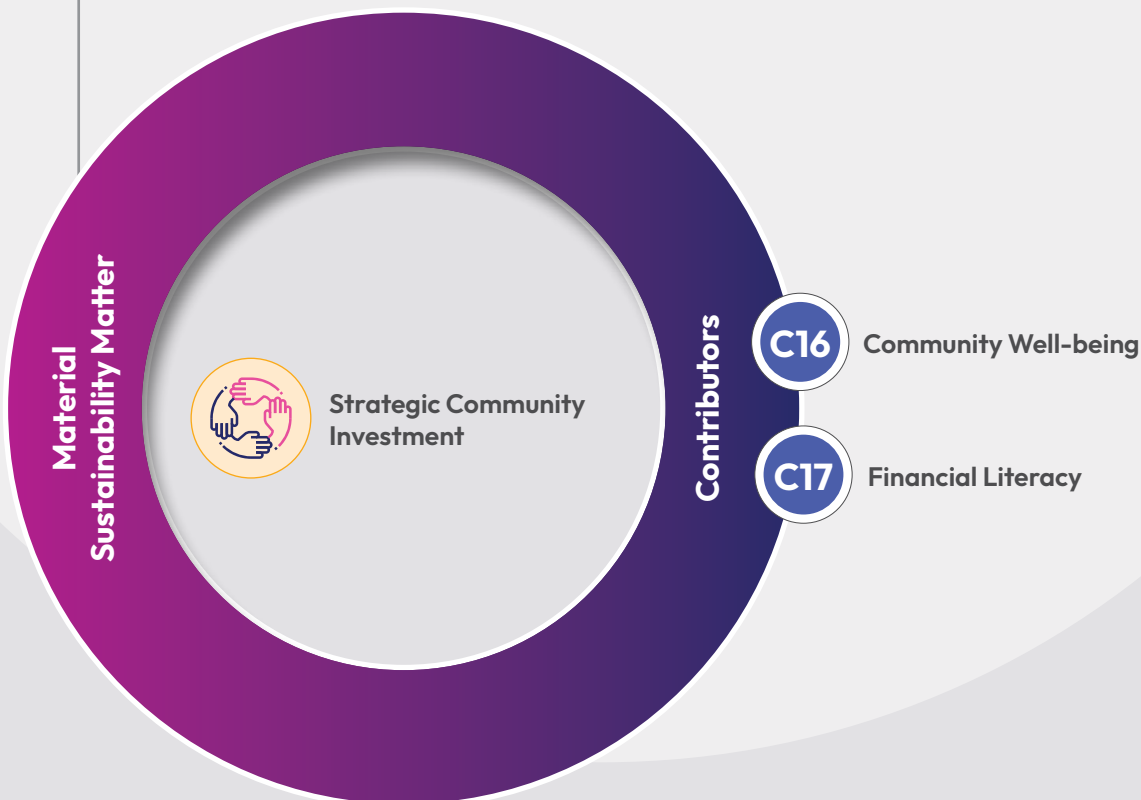 Material
Sustainability Matter
Strategic Community
Investment
Contributors
C16
Community Well-being
C17
Financial Literacy